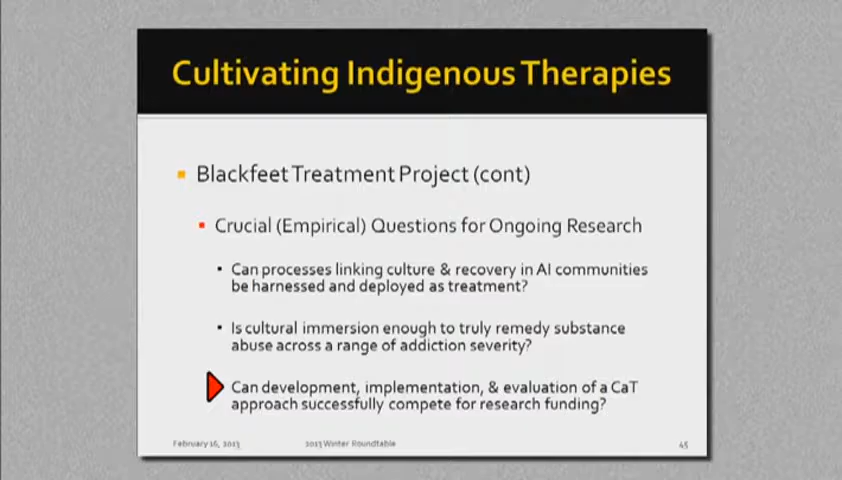 Cultivating Indigenous Therapies
Blackfeet Treatment Project (cont)
Crucial (Empirical) Questions for Ongoing Research
Can processes linking culture & recovery in AI communities
be harnessed and deployed as treatment?
Is cultural immersion enough to truly remedy substance
abuse across a range of addiction severity?
Can development, implementation, & evaluation of a CaT
approach successfully compete for research funding?
February 16, 2013 2013 Winter Roundtable 45